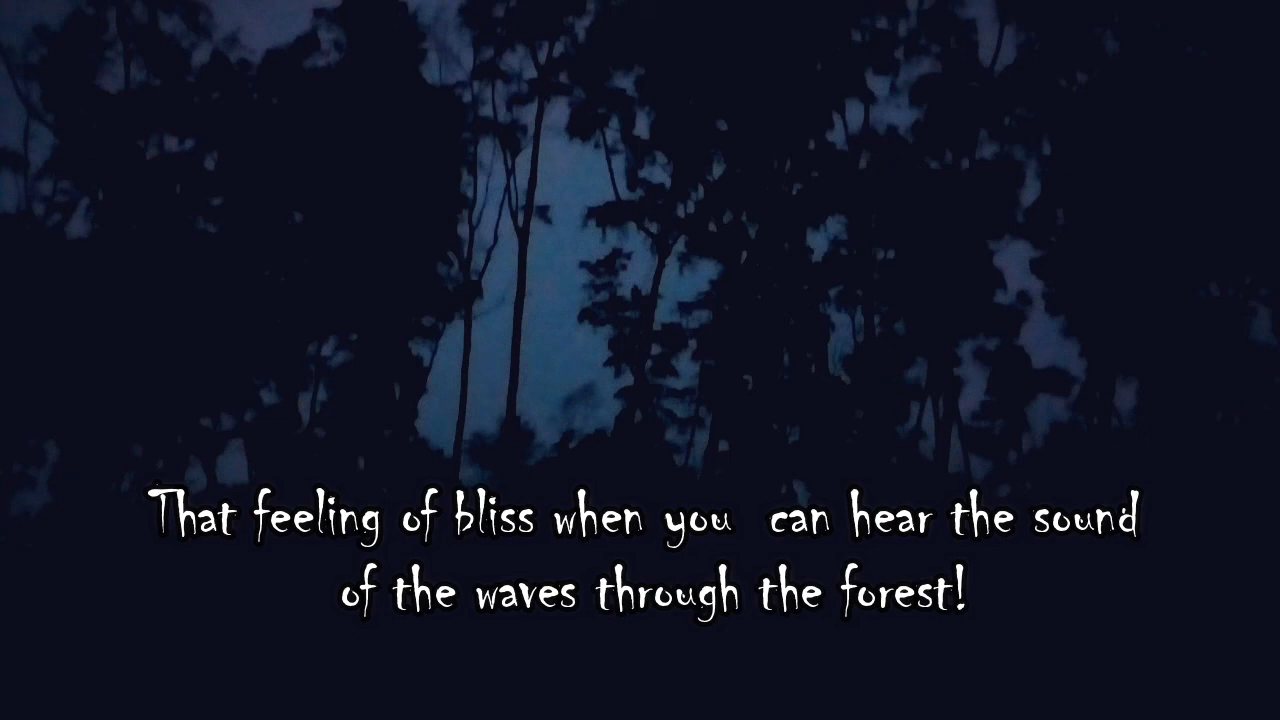 That feeling of bliss when you can hear the sound
of the waves through the forest!